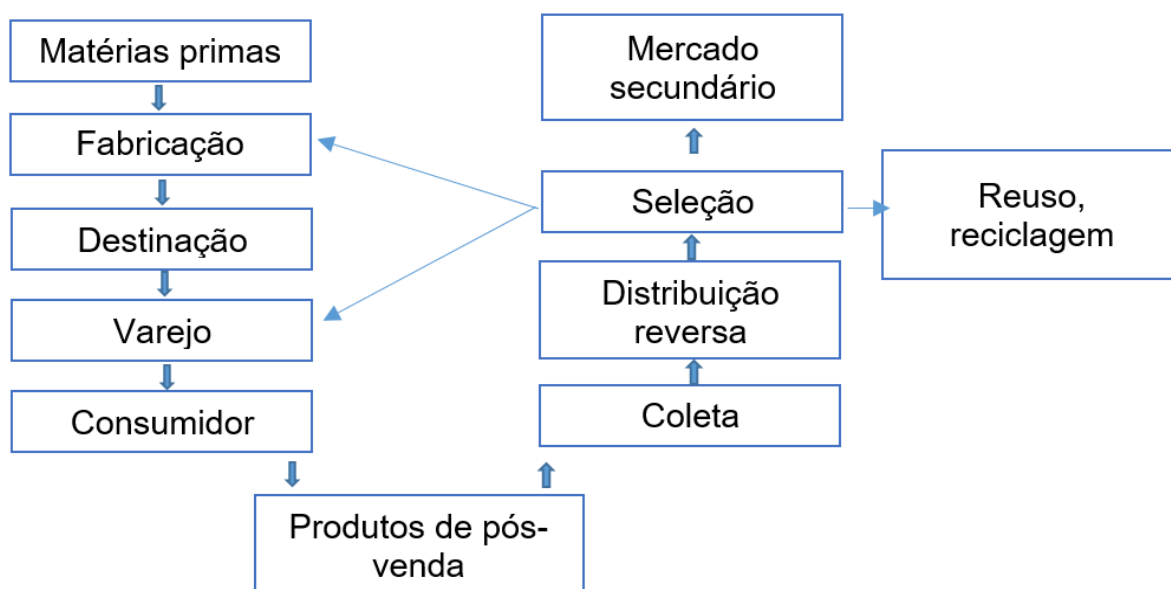 Matérias primas
Fabricação
Destinação
Varejo
Consumidor
Produtos de pós-
venda
Coleta
Distribuição
reversa
Seleção
Mercado
secundário
Reuso,
reciclagem